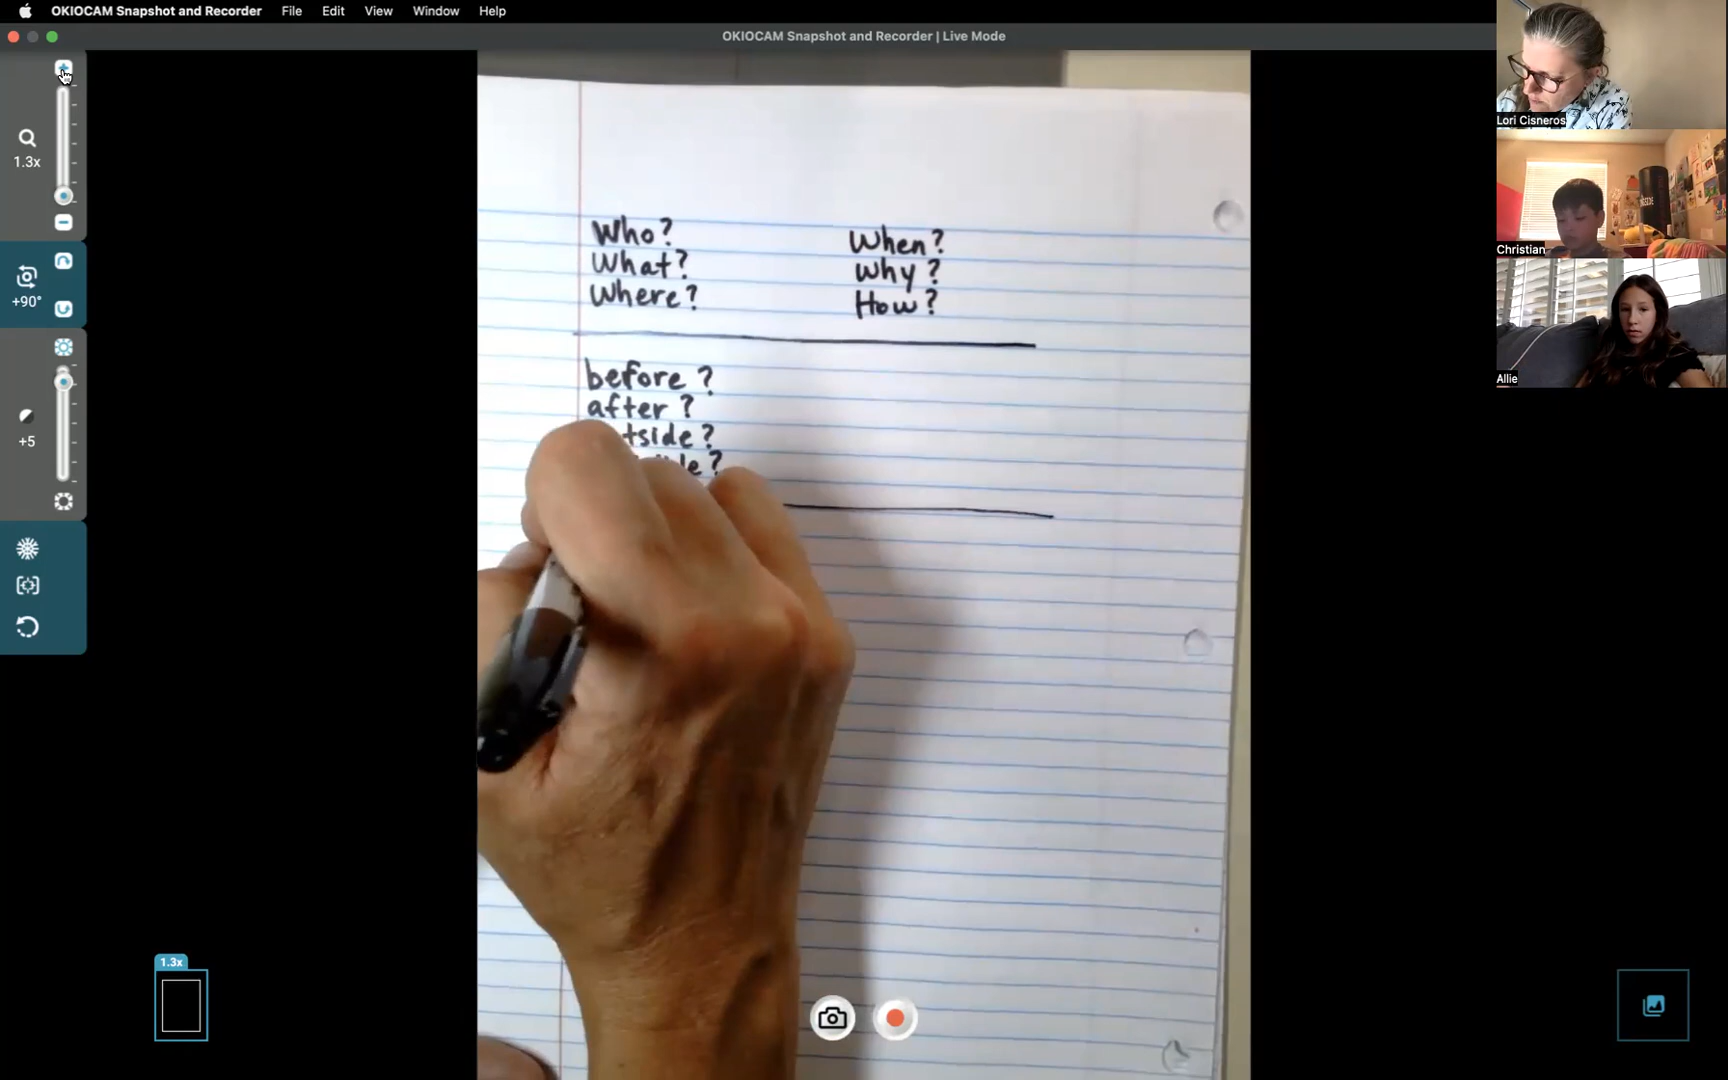 OKIOCAM Snapshot and Recorder File Edit View Window Help
OKIOCAM Snapshot and Recorder | Live Mode
1.3x
+90°
+5
Who?
What?
Where?
When?
Why?
How?
before?
after?
1.3x
Lori Cisneros
Christian
Allie